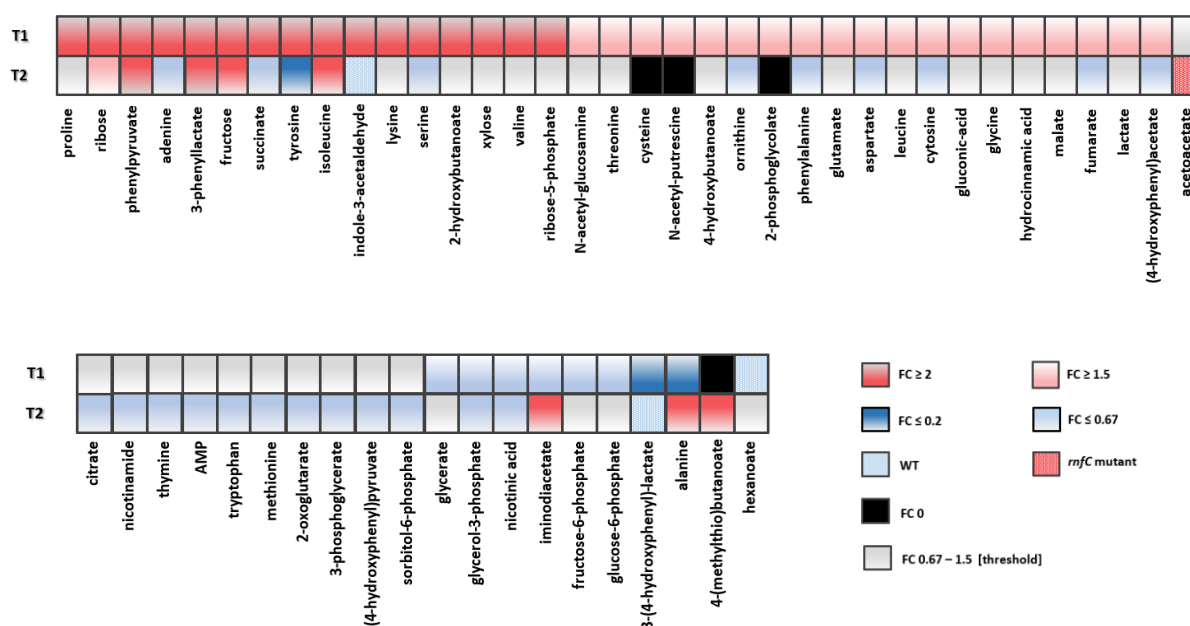 T1
T2
proline
ribose
phenylpyruvate
adenine
3-phenyllactate
fructose
succinate
tyrosine
isoleucine
indole-3-acetaldehyde
lysine
serine
2-hydroxybutanoate
xylose
valine
ribose-5-phosphate
N-acetyl-glucosamine
threonine
cysteine
N-acetyl-putrescine
4-hydroxybutanoate
ornithine
2-phosphoglycolate
phenylalanine
glutamate
aspartate
leucine
cytosine
gluconic-acid
glycine
hydrocinnamic acid
malate
fumarate
lactate
(4-hydroxyphenyl)acetate
acetoacetate
T1
T2
citrate
nicotinamide
thymine
AMP
tryptophan
methionine
2-oxoglutarate
3-phosphoglycerate
(4-hydroxyphenyl)pyruvate
sorbitol-6-phosphate
glycerate
glycerol-3-phosphate
nicotinic acid
iminodiacetate
fructose-6-phosphate
glucose-6-phosphate
3-(4-hydroxyphenyl)-lactate
alanine
4-(methylthio)butanoate
hexanoate
FC ≥ 2
FC ≥ 1.5
FC ≤ 0.2
FC ≤ 0.67
WT
rnfC mutant
FC 0
FC 0.67 – 1.5 [threshold]